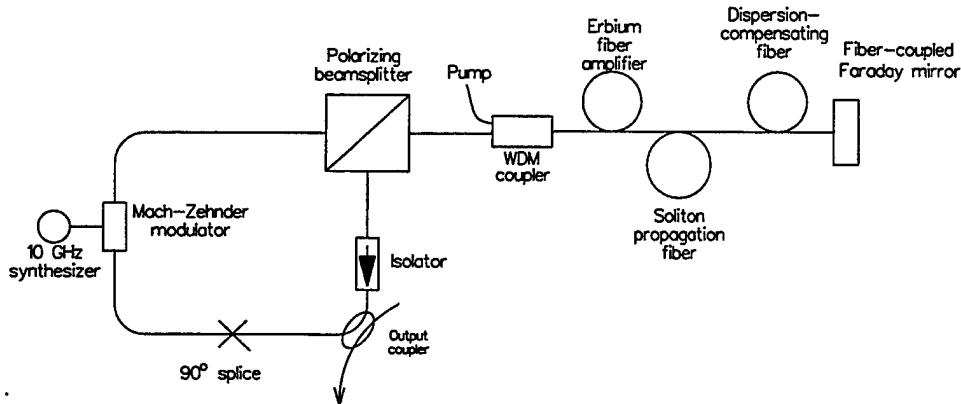 Dispersion-
compensating
fiber
Erbium
fiber
amplifier
Fiber-coupled
Faraday mirror
Polarizing
beamsplitter
Pump
WDM
coupler
Soliton
propagation
fiber
Mach-Zehnder
modulator
10 GHz
synthesizer
Isolator
Output
coupler
90° splice